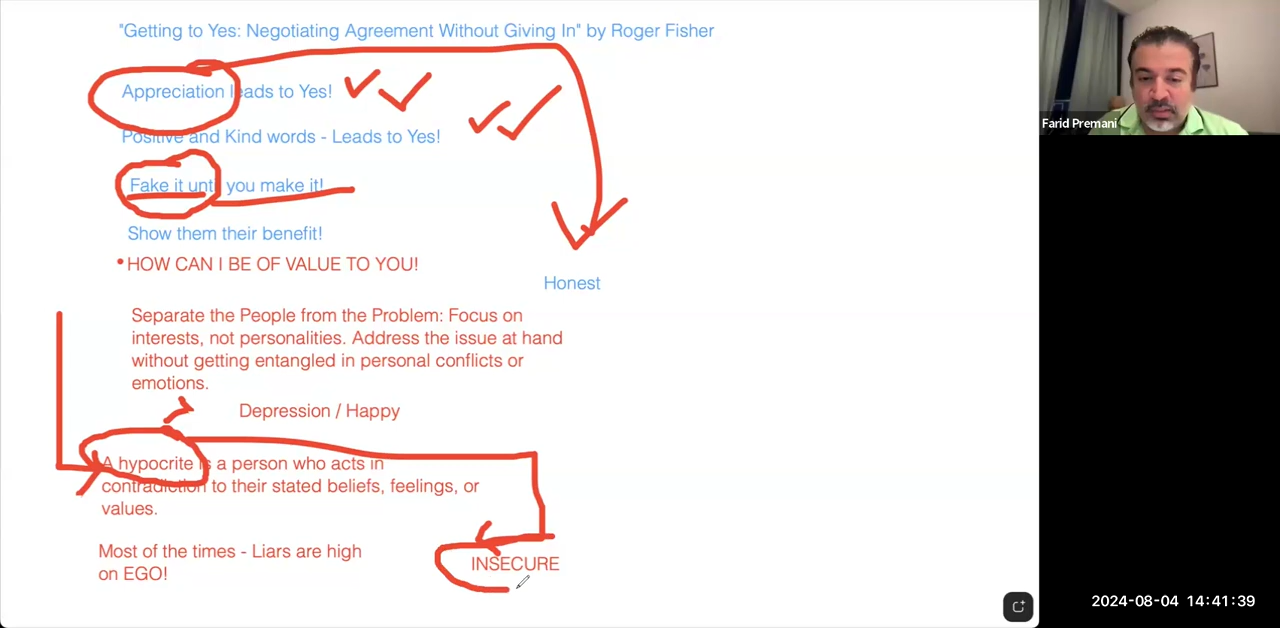 "Getting to Yes: Negotiating Agreement Without Giving In" by Roger Fisher
Appreciation leads to Yes!
Positive and Kind words - Leads to Yes!
Fake it until you make it!
Show them their benefit!
•HOW CAN I BE OF VALUE TO YOU!
Honest
Separate the People from the Problem: Focus on
interests, not personalities. Address the issue at hand
without getting entangled in personal conflicts or
emotions.
Depression / Happy
A hypocrite is a person who acts in
contradiction to their stated beliefs, feelings, or
values.
Most of the times - Liars are high
on EGO!
INSECURE
Farid Premani
2024-08-04 14:41:39